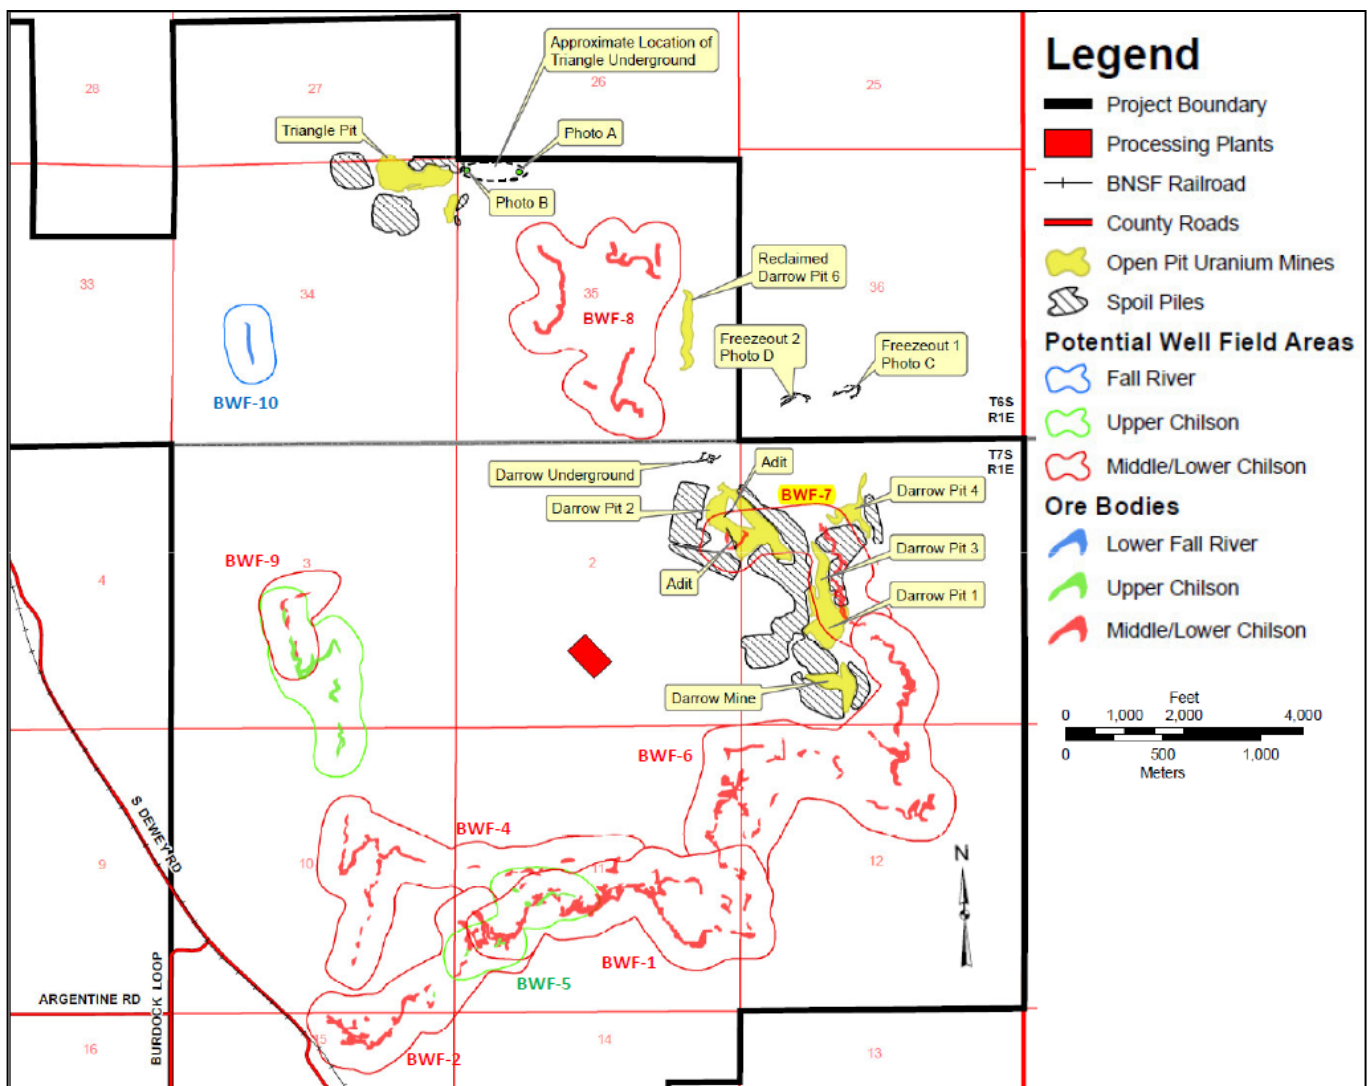 28
27
Approximate Location of
Triangle Underground
26
25
Triangle Pit
Photo A
Photo B
33
34
35
BWF-8
Reclaimed
Darrow Pit 6
36
Freezeout 2
Photo D
Freezeout 1
Photo C
BWF-10
T6S
R1E
T7S
R1E
Darrow Underground
Adit
Darrow Pit 2
BWF-7
Darrow Pit 4
4
BWF-9
3
2
Adit
Darrow Pit 3
Darrow Pit 1
Darrow Mine
BWF-6
S DEWEY RD
BWF-4
9
10
11
12
N
BWF-1
BWF-5
ARGENTINE RD
BURDOCK LOOP
16
15
BWF-2
14
13
Legend
Project Boundary
Processing Plants
BNSF Railroad
County Roads
Open Pit Uranium Mines
Spoil Piles
Potential Well Field Areas
Fall River
Upper Chilson
Middle/Lower Chilson
Ore Bodies
Lower Fall River
Upper Chilson
Middle/Lower Chilson
Feet
0 1,000 2,000 4,000
0 500 1,000
Meters